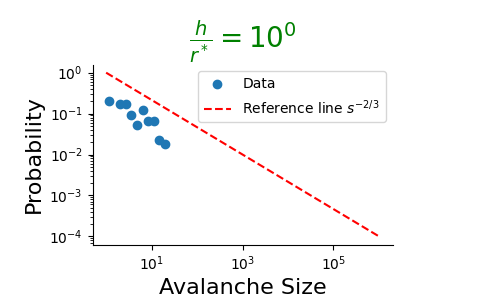 $\frac{h}{r^*} = 10^0$
Data
Reference line $s^{-2/3}$
Probability
$10^0$
$10^{-1}$
$10^{-2}$
$10^{-3}$
$10^{-4}$
$10^1$ $10^3$ $10^5$
Avalanche Size